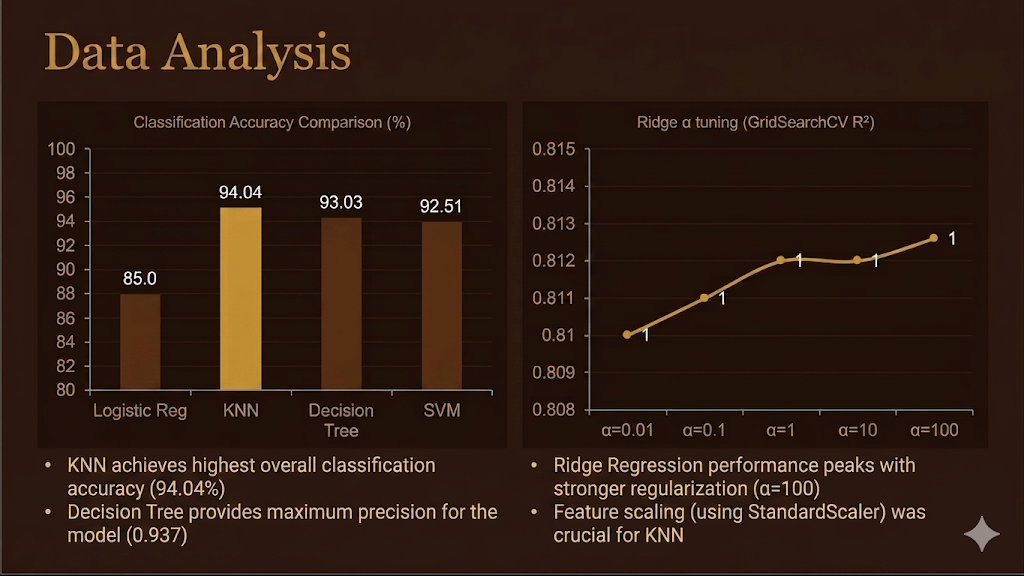 Data Analysis
Classification Accuracy Comparison (%)
100
98
96
94
92
90
88
86
84
82
80
85.0
94.04
93.03
92.51
Logistic Reg
KNN
Decision
Tree
SVM
• KNN achieves highest overall classification
accuracy (94.04%)
• Decision Tree provides maximum precision for the
model (0.937)
Ridge α tuning (GridSearchCV R²)
0.815
0.814
0.813
0.812
0.811
0.81
0.809
0.808
1
1
1
1
1
α=0.01
α=0.1
α=1
α=10
α=100
• Ridge Regression performance peaks with
stronger regularization (α=100)
• Feature scaling (using StandardScaler) was
crucial for KNN